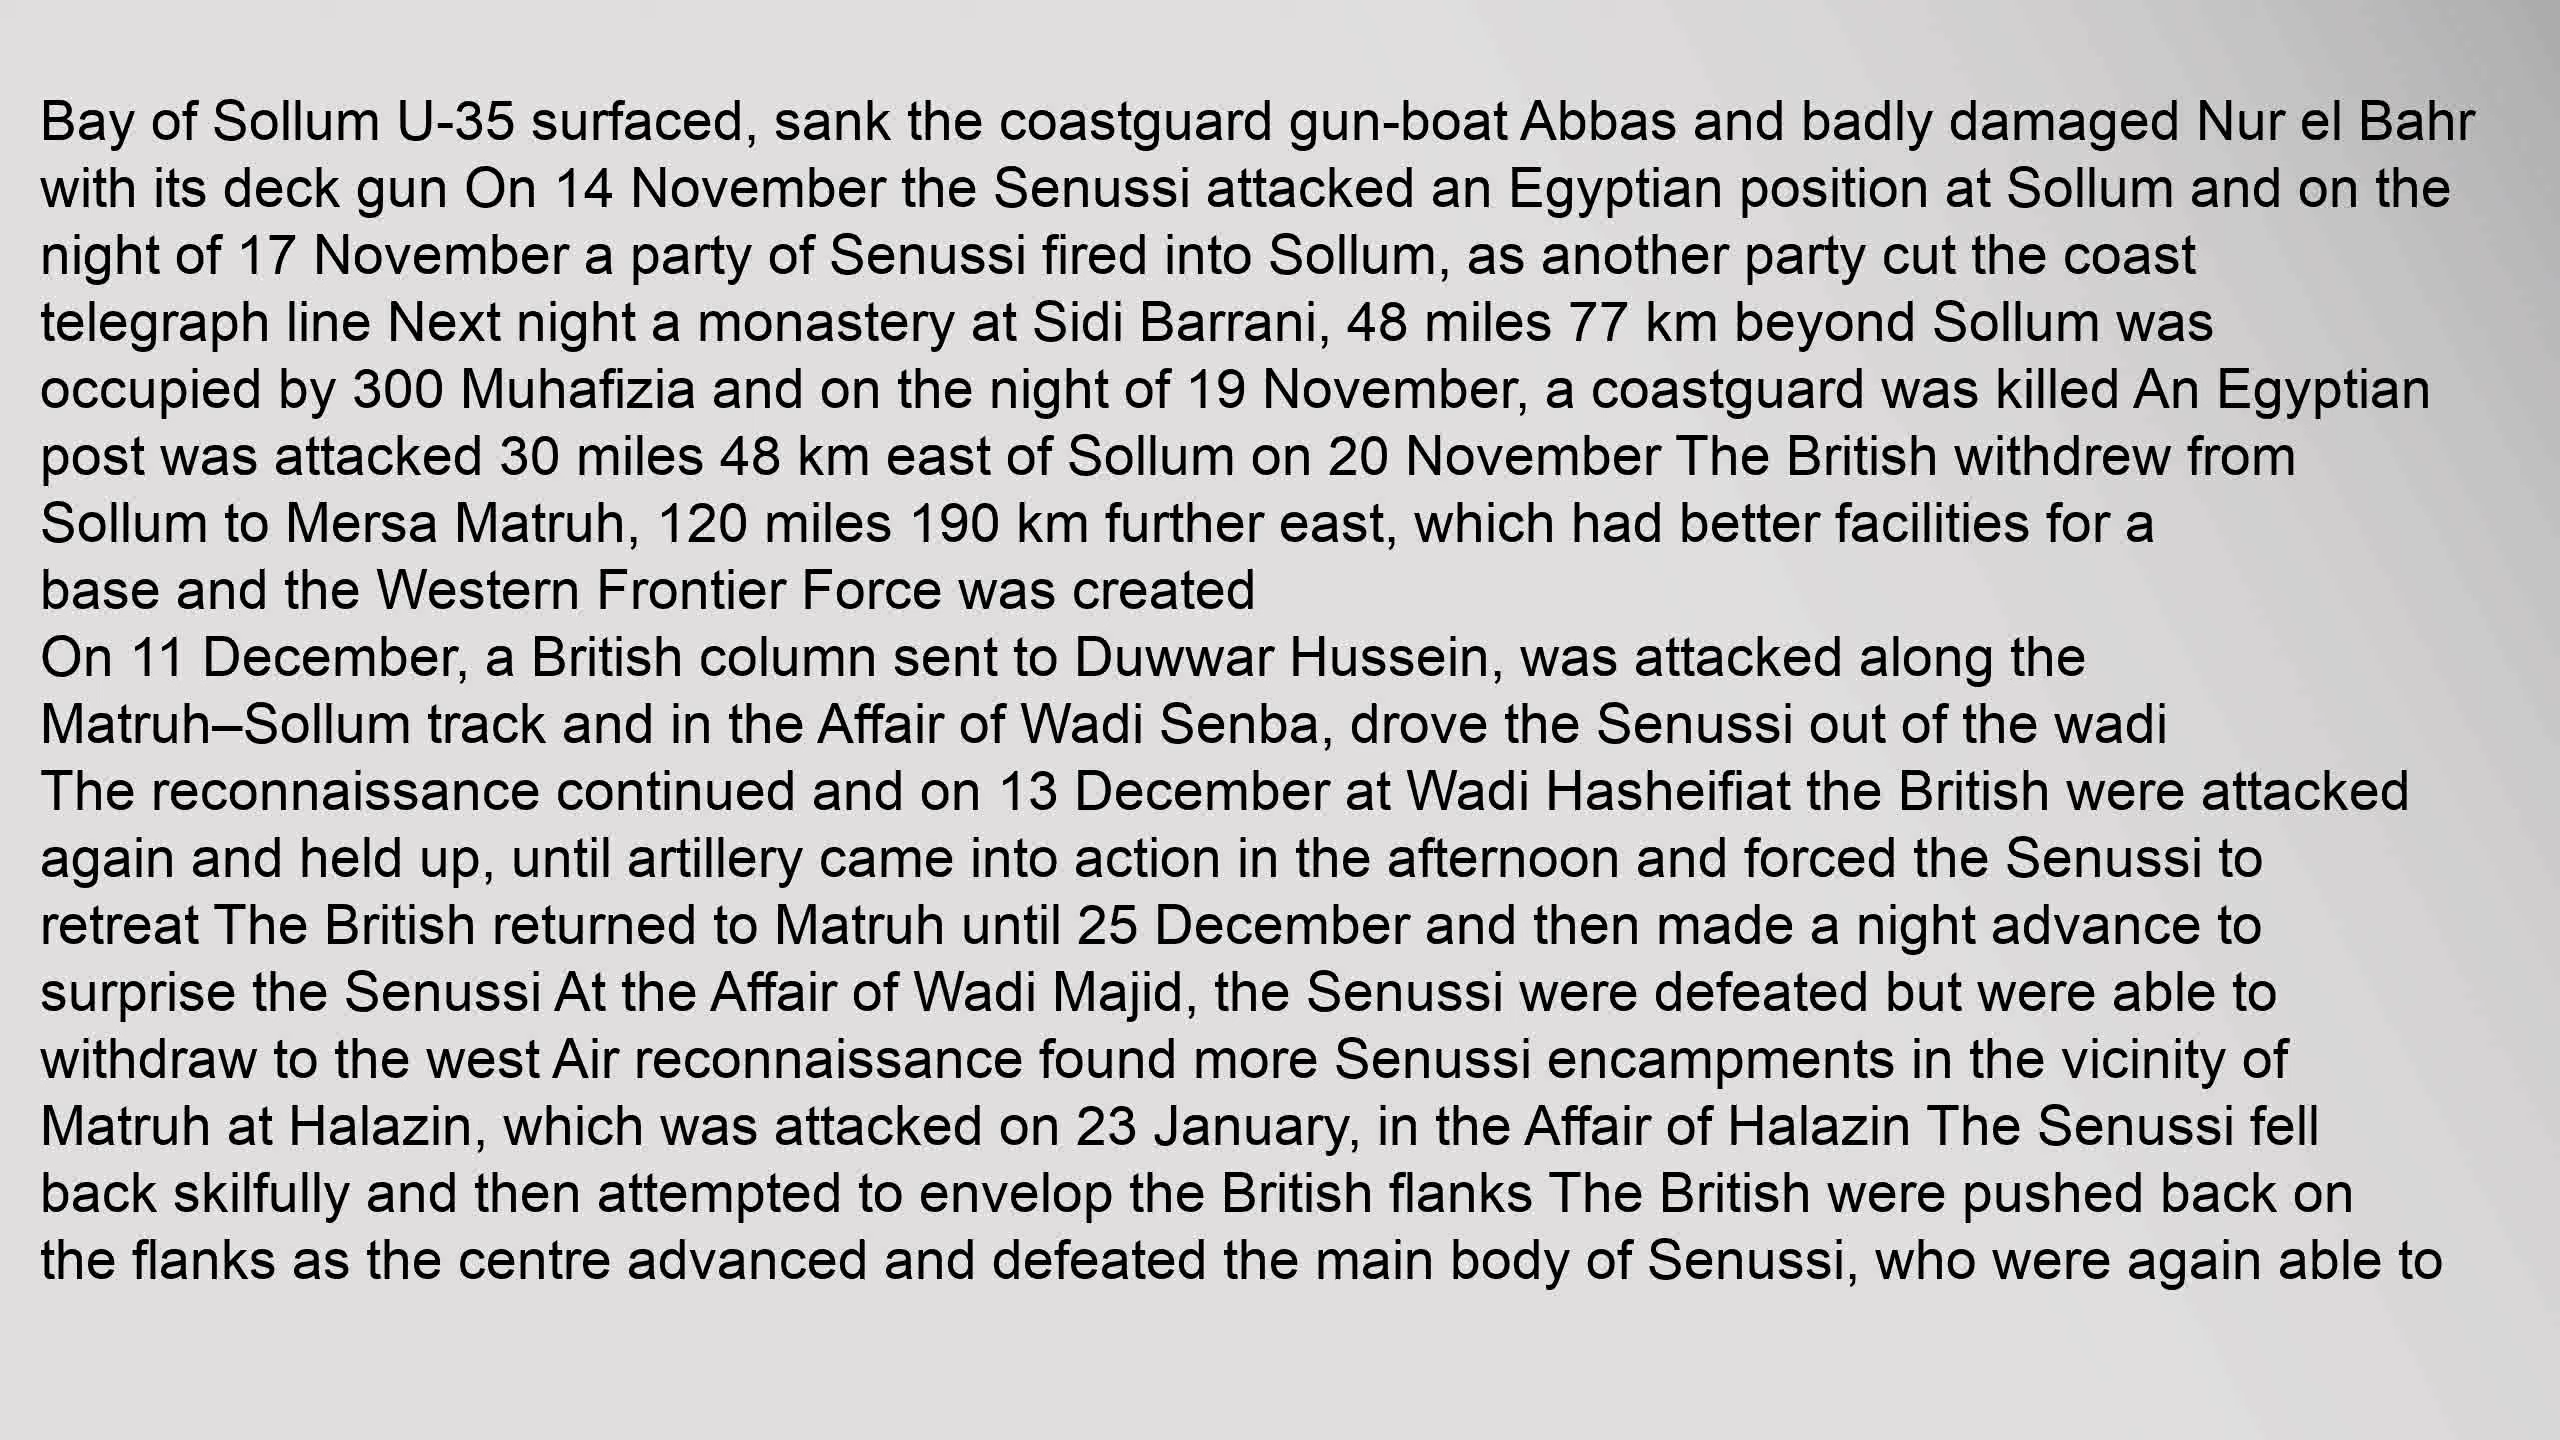 Bay of Sollum U-35 surfaced, sank the coastguard gun-boat Abbas and badly damaged Nur el Bahr
with its deck gun On 14 November the Senussi attacked an Egyptian position at Sollum and on the
night of 17 November a party of Senussi fired into Sollum, as another party cut the coast
telegraph line Next night a monastery at Sidi Barrani, 48 miles 77 km beyond Sollum was
occupied by 300 Muhafizia and on the night of 19 November, a coastguard was killed An Egyptian
post was attacked 30 miles 48 km east of Sollum on 20 November The British withdrew from
Sollum to Mersa Matruh, 120 miles 190 km further east, which had better facilities for a
base and the Western Frontier Force was created
On 11 December, a British column sent to Duwwar Hussein, was attacked along the
Matruh–Sollum track and in the Affair of Wadi Senba, drove the Senussi out of the wadi
The reconnaissance continued and on 13 December at Wadi Hasheifiat the British were attacked
again and held up, until artillery came into action in the afternoon and forced the Senussi to
retreat The British returned to Matruh until 25 December and then made a night advance to
surprise the Senussi At the Affair of Wadi Majid, the Senussi were defeated but were able to
withdraw to the west Air reconnaissance found more Senussi encampments in the vicinity of
Matruh at Halazin, which was attacked on 23 January, in the Affair of Halazin The Senussi fell
back skilfully and then attempted to envelop the British flanks The British were pushed back on
the flanks as the centre advanced and defeated the main body of Senussi, who were again able to